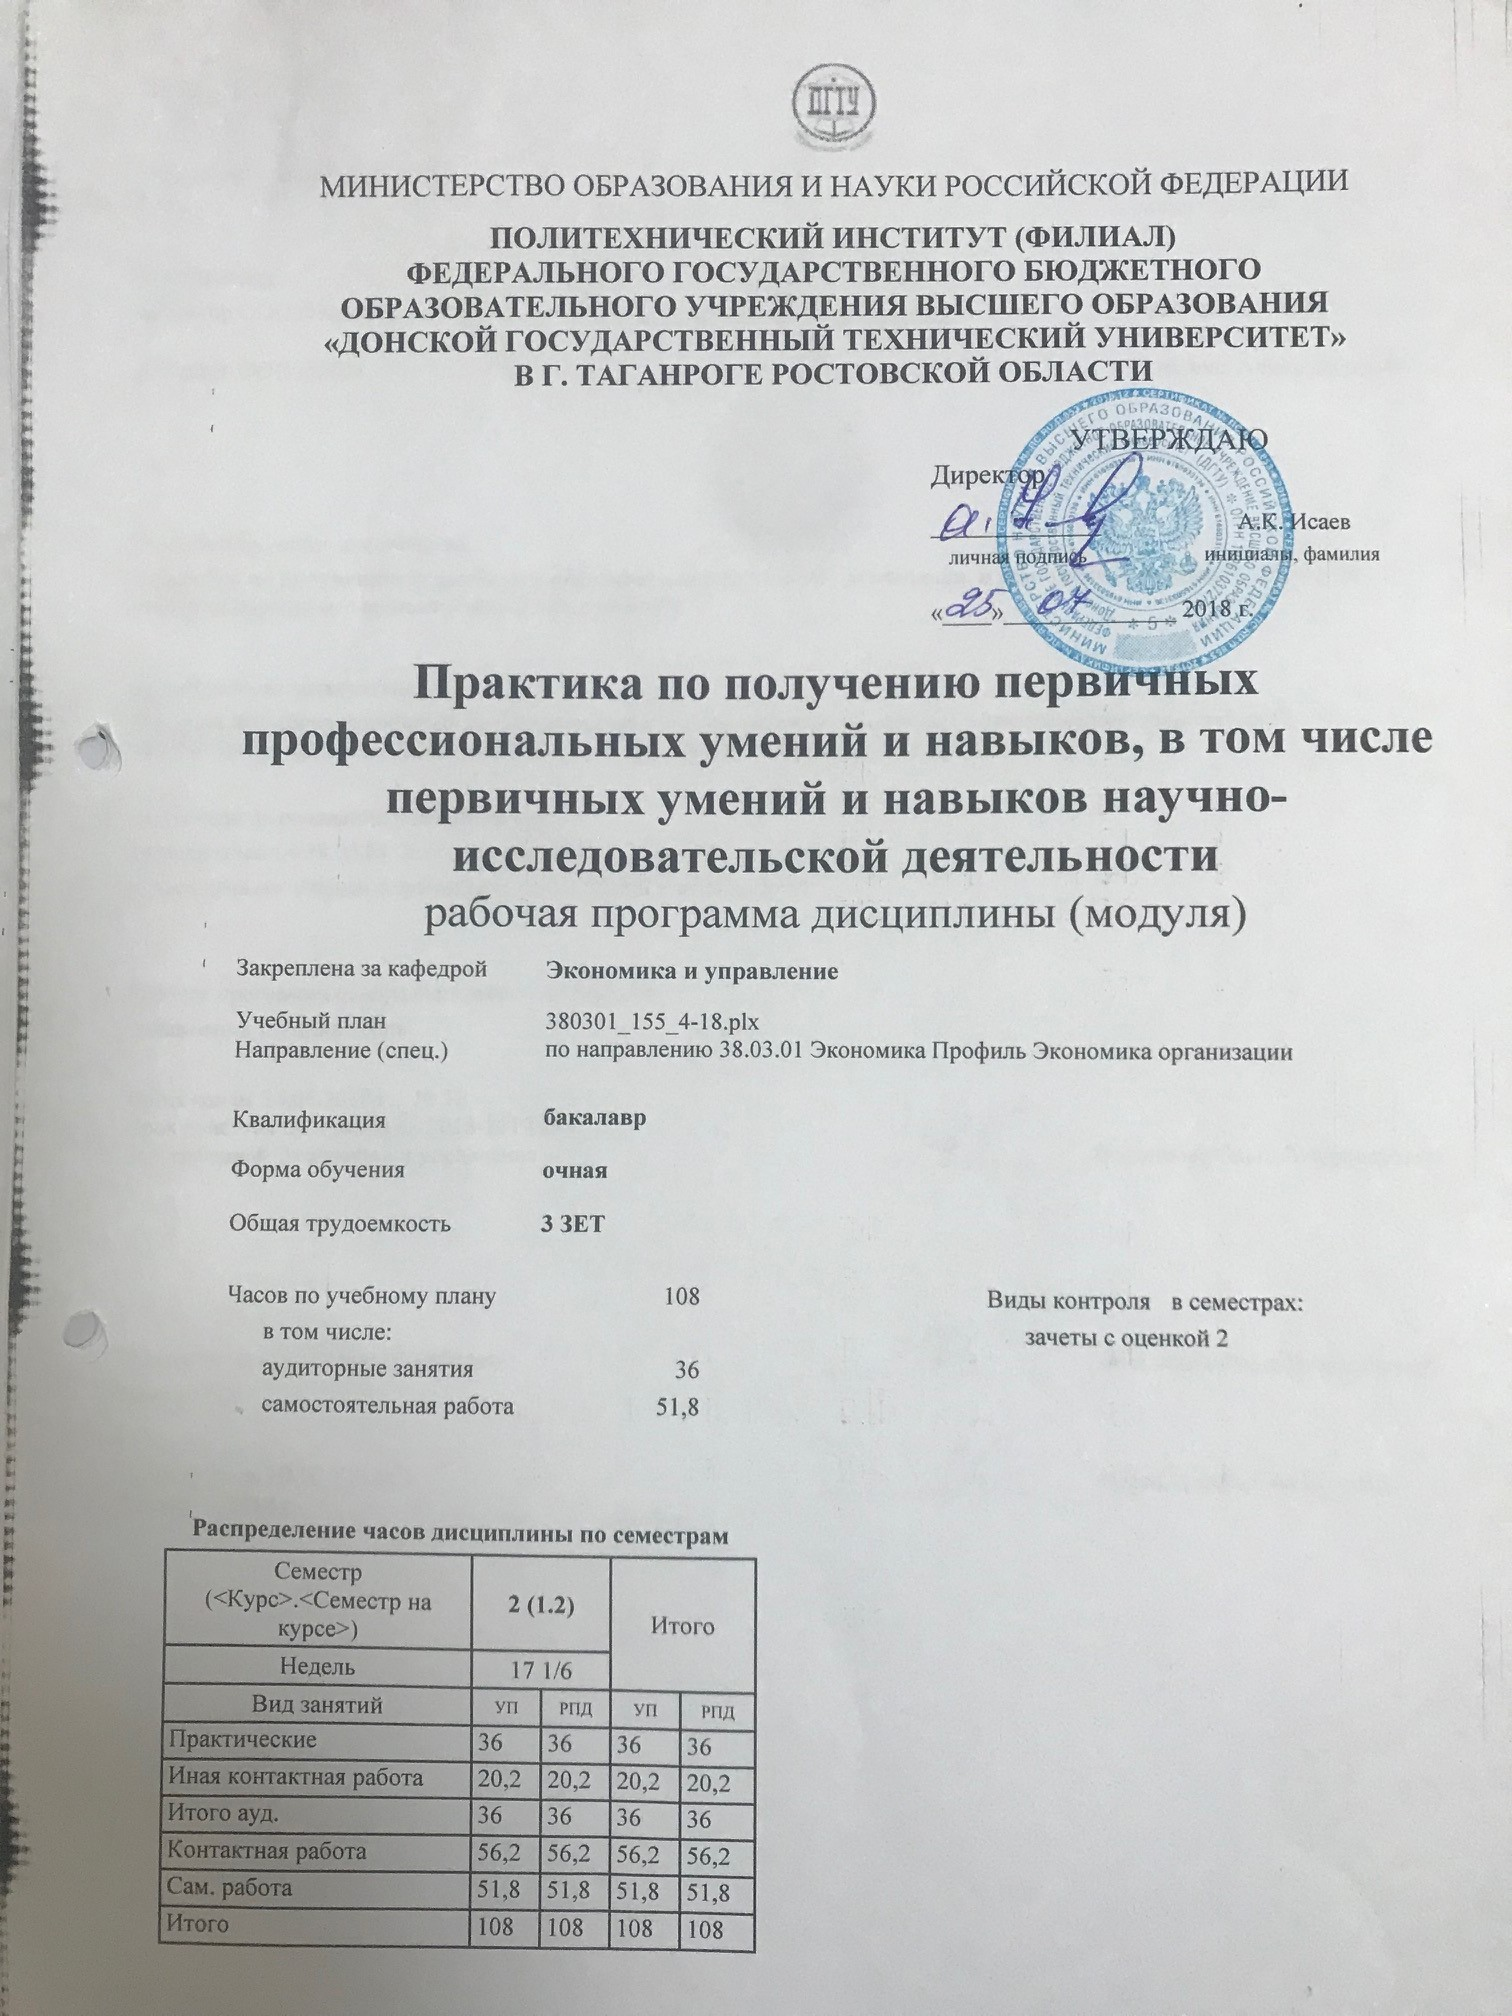 ДГТУ
МИНИСТЕРСТВО ОБРАЗОВАНИЯ И НАУКИ РОССИЙСКОЙ ФЕДЕРАЦИИ
ПОЛИТЕХНИЧЕСКИЙ ИНСТИТУТ (ФИЛИАЛ)
ФЕДЕРАЛЬНОГО ГОСУДАРСТВЕННОГО БЮДЖЕТНОГО
ОБРАЗОВАТЕЛЬНОГО УЧРЕЖДЕНИЯ ВЫСШЕГО ОБРАЗОВАНИЯ
«ДОНСКОЙ ГОСУДАРСТВЕННЫЙ ТЕХНИЧЕСКИЙ УНИВЕРСИТЕТ»
В Г. ТАГАНРОГЕ РОСТОВСКОЙ ОБЛАСТИ
УТВЕРЖДАЮ
Директор
А.К. Исаев
личная подпись инициалы, фамилия
«25» 07 2018 г.
Практика по получению первичных
профессиональных умений и навыков, в том числе
первичных умений и навыков научно-
исследовательской деятельности
рабочая программа дисциплины (модуля)
Закреплена за кафедрой Экономика и управление
Учебный план 380301_155_4-18.plx
Направление (спец.) по направлению 38.03.01 Экономика Профиль Экономика организации
Квалификация бакалавр
Форма обучения очная
Общая трудоемкость 3 ЗЕТ
Часов по учебному плану 108 Виды контроля в семестрах:
в том числе: зачеты с оценкой 2
аудиторные занятия 36
самостоятельная работа 51,8
Распределение часов дисциплины по семестрам
Семестр
(<Курс>.<Семестр на
курсе>) 2 (1.2) Итого
Недель 17 1/6
Вид занятий УП РПД УП РПД
Практические 36 36 36 36
Иная контактная работа 20,2 20,2 20,2 20,2
Итого ауд. 36 36 36 36
Контактная работа 56,2 56,2 56,2 56,2
Сам. работа 51,8 51,8 51,8 51,8
Итого 108 108 108 108